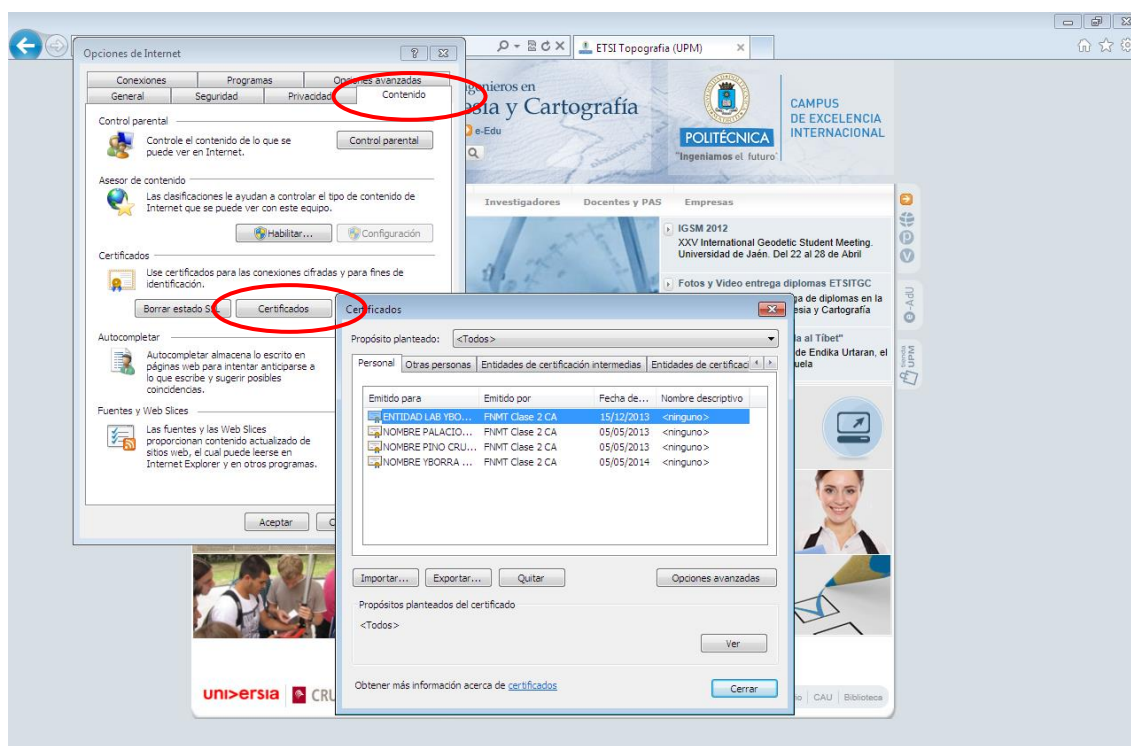 ETSI Topografia (UPM)
Opciones de Internet
Conexiones
Programas
Opciones avanzadas
General
Seguridad
Privacidad
Contenido
Control parental
Controle el contenido de lo que se
puede ver en Internet.
Control parental
Asesor de contenido
Las clasificaciones le ayudan a controlar el tipo de contenido de
Internet que se puede ver con este equipo.
Habilitar...
Configuración
Certificados
Use certificados para las conexiones cifradas y para fines de
identificación.
Borrar estado SSL
Certificados
Autocompletar
Autocompletar almacena lo escrito en
páginas web para intentar anticiparse a
lo que escribe y sugerir posibles
coincidencias.
Fuentes y Web Slices
Las fuentes y las Web Slices
proporcionan contenido actualizado de
sitios web, el cual puede leerse en
Internet Explorer y en otros programas.
Aceptar
C
genieros en
sia y Cartografía
e-Edu
POLITÉCNICA
"Ingeniamos el futuro"
CAMPUS
DE EXCELENCIA
INTERNACIONAL
Investigadores
Docentes y PAS
Empresas
IGSM 2012
XXV International Geodetic Student Meeting.
Universidad de Jaén. Del 22 al 28 de Abril
Fotos y Video entrega diplomas ETSITGC
ga de diplomas en la
esia y Cartografía
la al Tíbet"
de Endika Urtaran, el
uela
-AdU
tienda
UPM
Certificados
Propósito planteado:
<Todos>
Personal
Otras personas
Entidades de certificación intermedias
Entidades de certificac
Emitido para
Emitido por
Fecha de...
Nombre descriptivo
ENTIDAD LAB YBO... FNMT Clase 2 CA 15/12/2013 <ninguno>
NOMBRE PALACIO... FNMT Clase 2 CA 05/05/2013 <ninguno>
NOMBRE PINO CRU... FNMT Clase 2 CA 05/05/2013 <ninguno>
NOMBRE YBORRA ... FNMT Clase 2 CA 05/05/2014 <ninguno>
Importar...
Exportar...
Quitar
Opciones avanzadas
Propósitos planteados del certificado
<Todos>
Ver
Obtener más información acerca de certificados
Cerrar
uni>ersia
CRU
io
CAU
Biblioteca